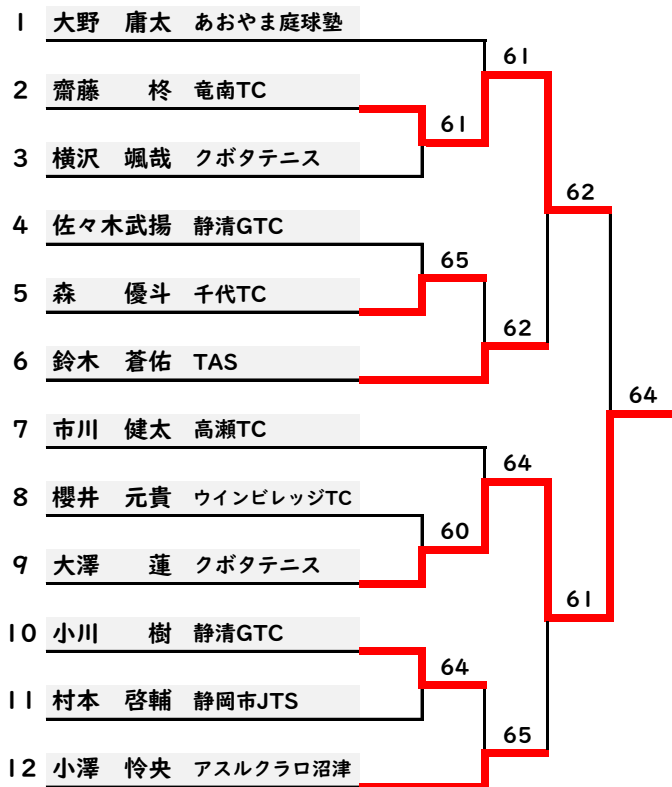 1 大野 庸太 あおやま庭球塾
61
2 齋藤 柊 竜南TC
61
3 横沢 颯哉 クボタテニス
62
4 佐々木武揚 静清GTC
65
5 森 優斗 千代TC
62
6 鈴木 蒼佑 TAS
64
7 市川 健太 高瀬TC
64
8 櫻井 元貴 ウインビレッジTC
60
9 大澤 蓮 クボタテニス
61
10 小川 樹 静清GTC
64
11 村本 啓輔 静岡市JTS
65
12 小澤 怜央 アスルクラロ沼津